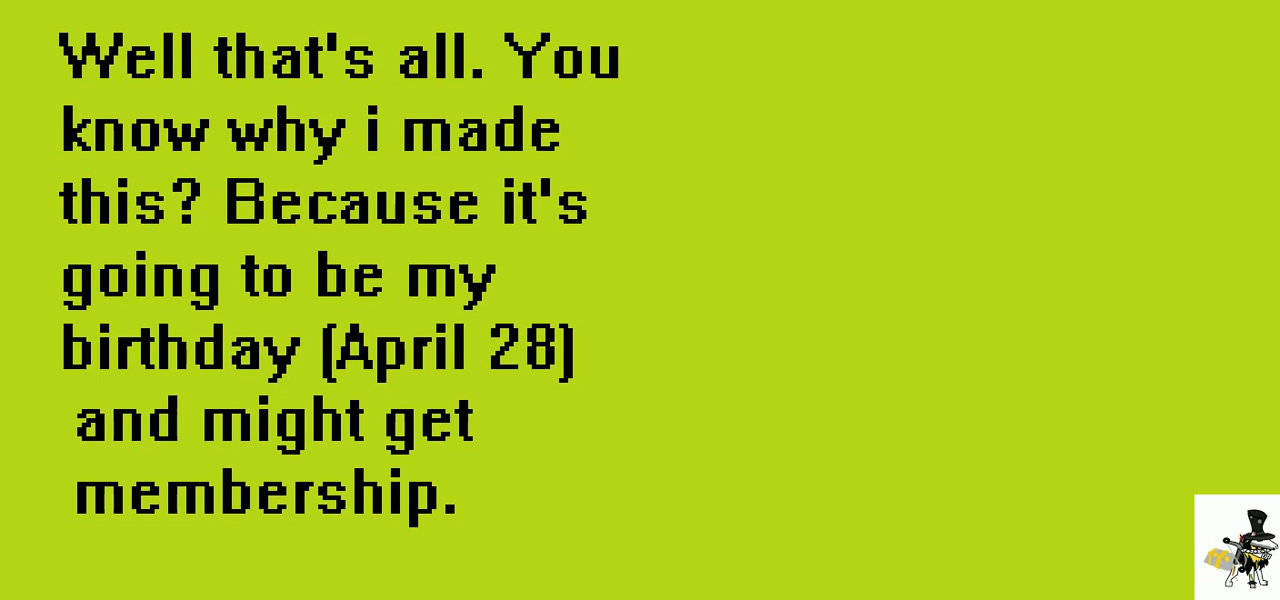 Well that's all. You
know why i made
this? Because it's
going to be my
birthday (April 28)
and might get
membership.